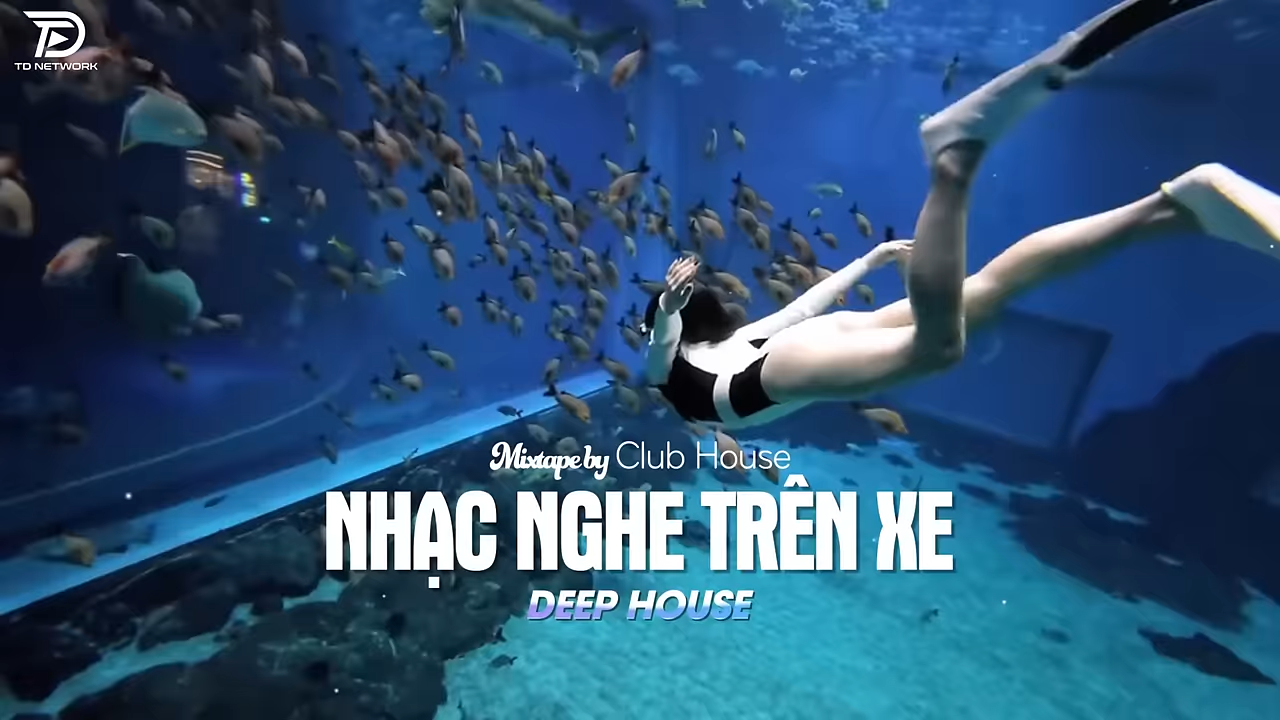 TD NETWORK
Mixtape by Club House
NHẠC NGHE TRÊN XE
DEEP HOUSE